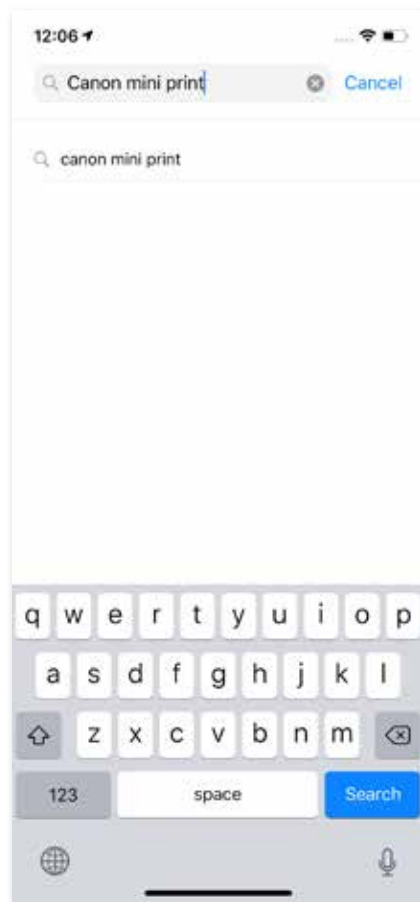 12:06
Canon mini print Cancel
canon mini print
q w e r t y u i o p
a s d f g h j k l
z x c v b n m
123 space Search